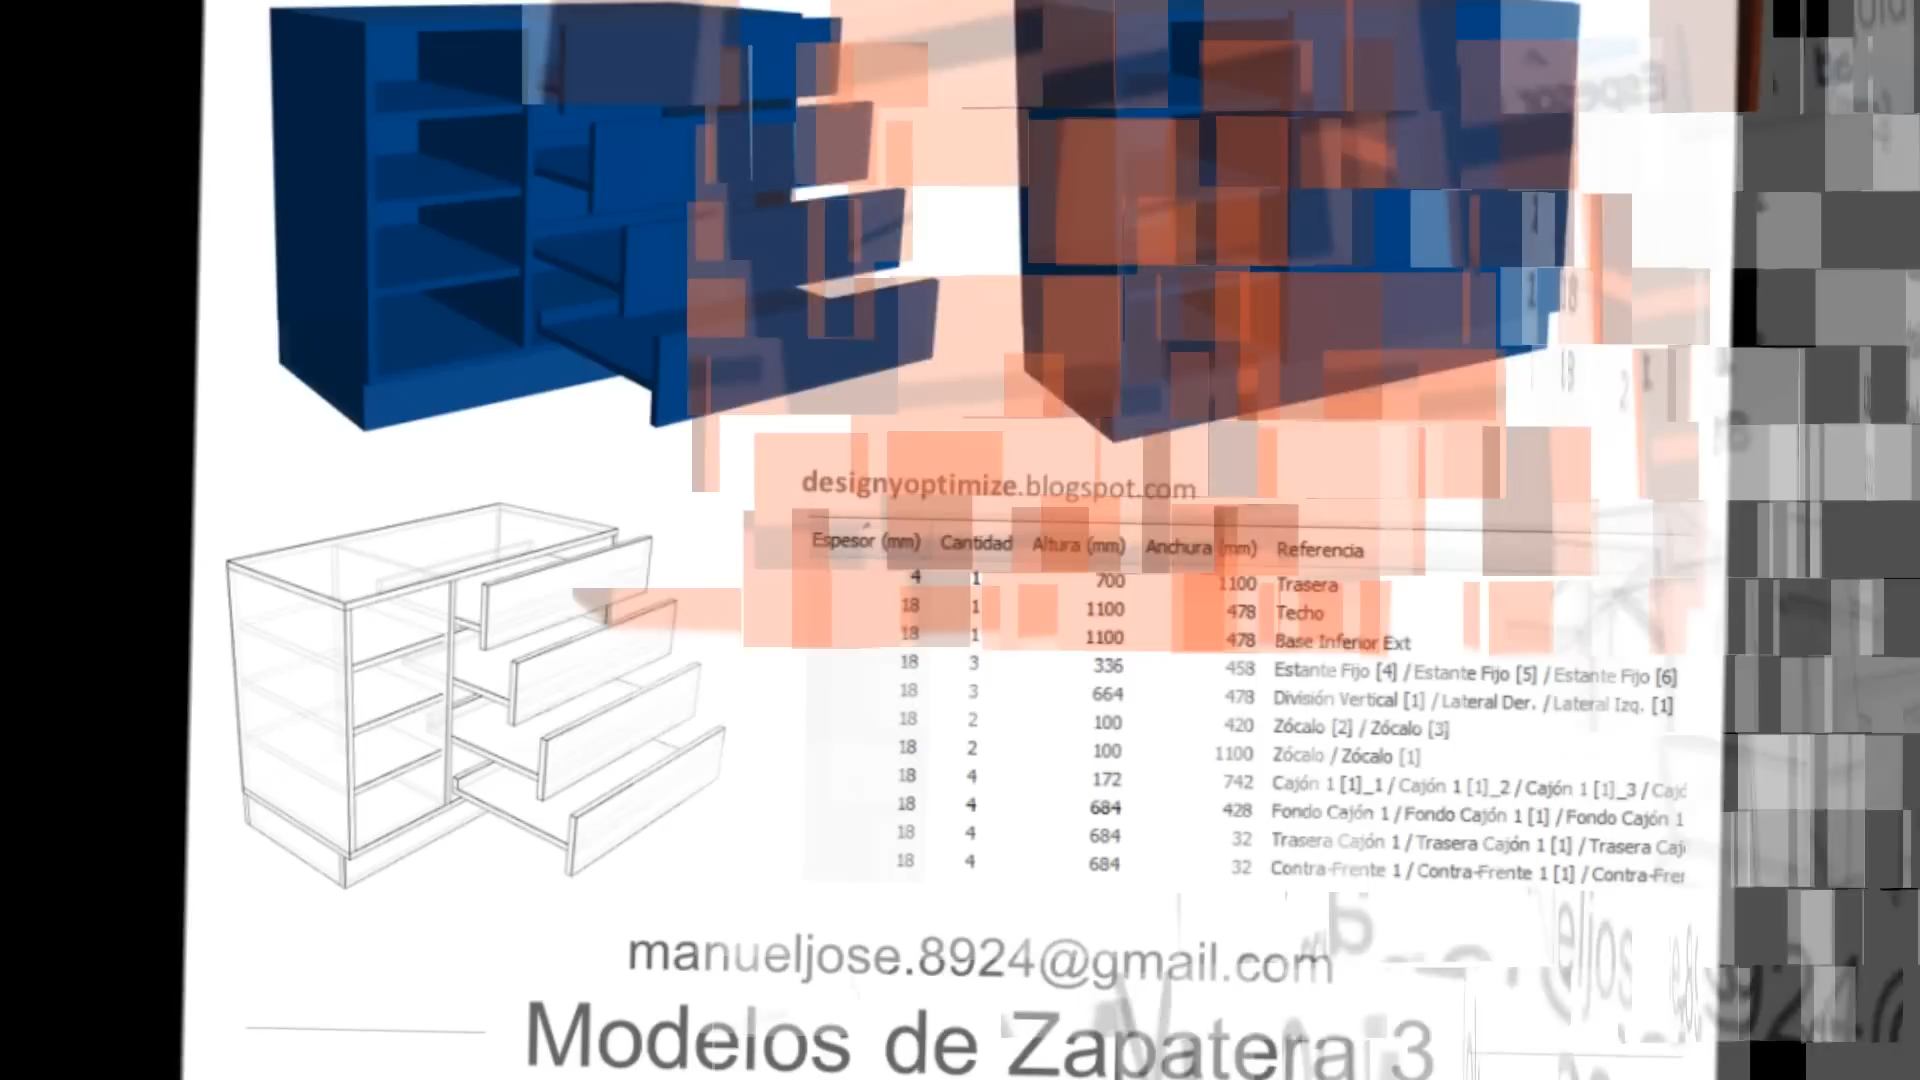 designyoptimize.blogspot.com
Espesór (mm) Cantidad Altura (mm) Anchura (mm) Referencia
4 1 700 1100 Trasera
18 1 1100 478 Techo
18 1 1100 478 Base Inferior Ext
18 3 336 458 Estante Fijo [4] / Estante Fijo [5] / Estante Fijo [6]
18 3 664 478 División Vertical [1] / Lateral Der. / Lateral Izq. [1]
18 2 100 420 Zócalo [2] / Zócalo [3]
18 2 100 1100 Zócalo / Zócalo [1]
18 4 172 742 Cajón 1 [1]_1 / Cajón 1 [1]_2 / Cajón 1 [1]_3 /
18 4 684 428 Fondo Cajón 1 / Fondo Cajón 1 [1] / Fondo Cajón 1
18 4 684 32 Trasera Cajón 1 / Trasera Cajón 1 [1] / Trasera
18 4 684 32 Contra-Frente 1 / Contra-Frente 1 [1] /
manueljose.8924@gmail.com
Modelos de Zapatera 3